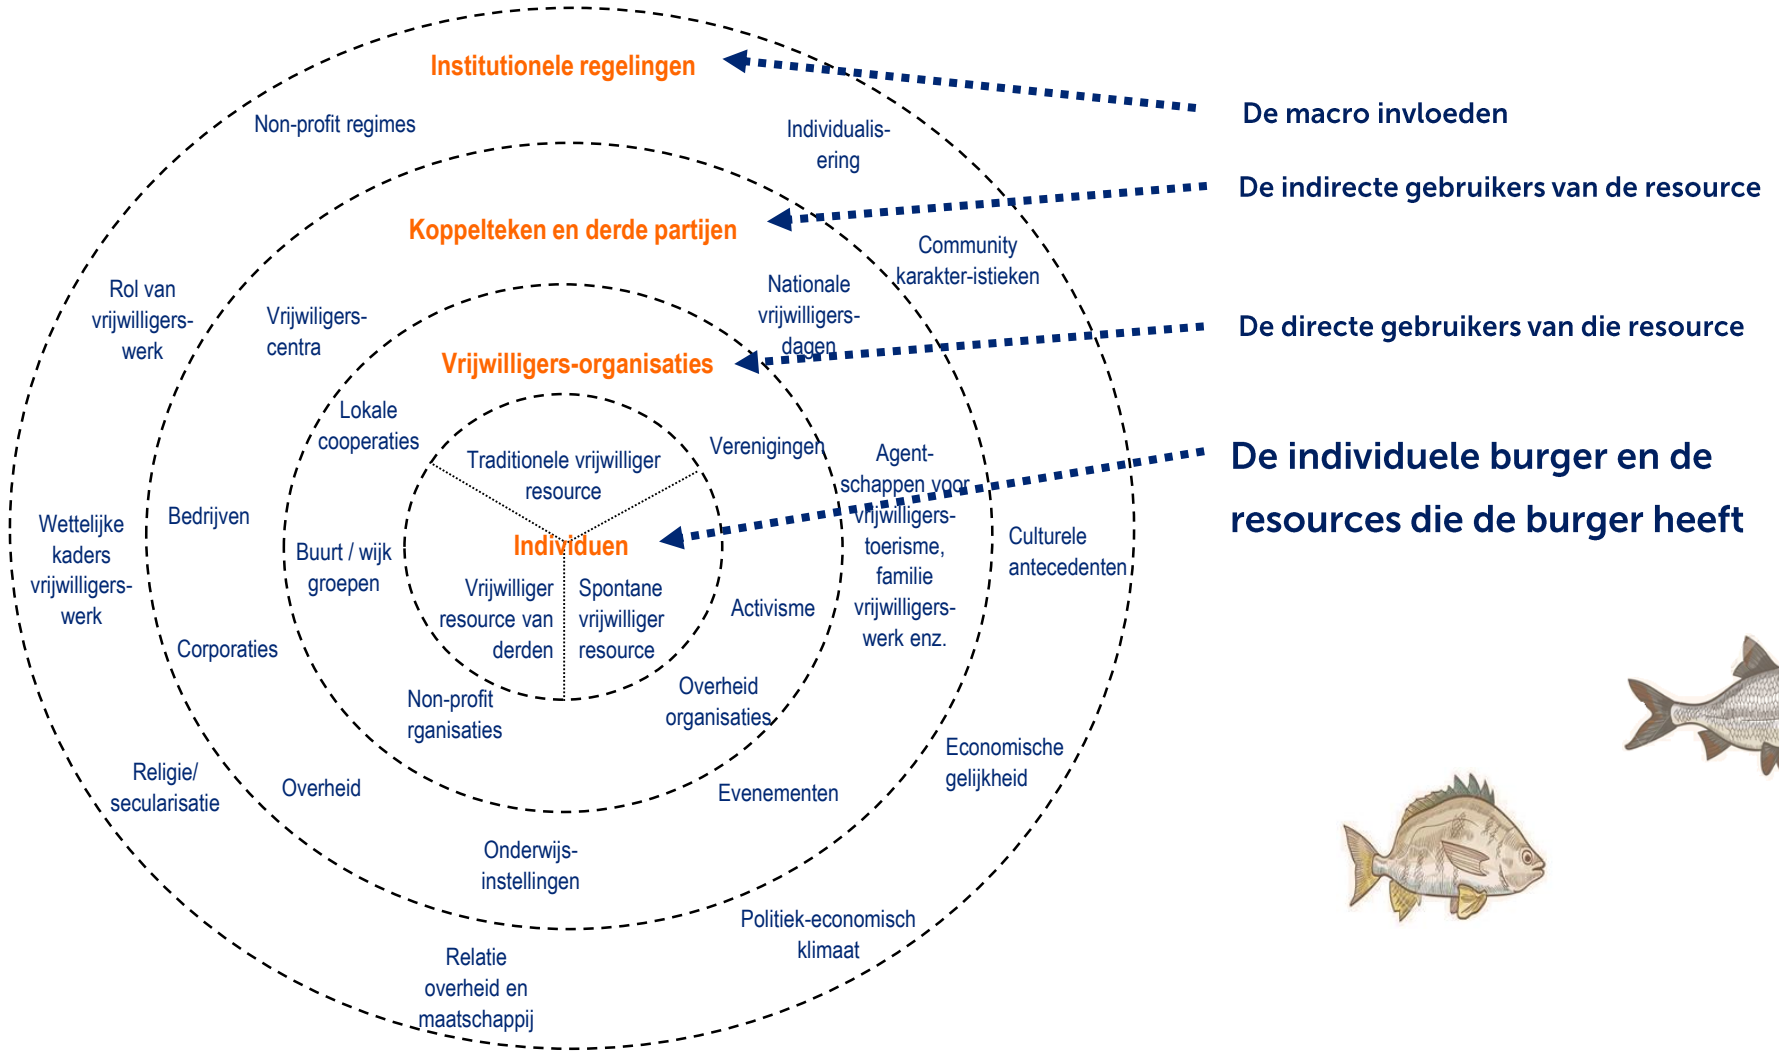 Institutionele regelingen
De macro invloeden
Non-profit regimes
Individualis-
ering
De indirecte gebruikers van de resource
Koppelteken en derde partijen
Community
karakter-istieken
Rol van
vrijwilligers-
werk
Vrijwiligers-
centra
Nationale
vrijwilligers-
dagen
De directe gebruikers van die resource
Vrijwilligers-organisaties
Lokale
cooperaties
Verenigingen
Traditionele vrijwilliger
resource
Agent-
schappen voor
vrijwilligers-
toerisme,
familie
vrijwilligers-
werk enz.
De individuele burger en de
resources die de burger heeft
Wettelijke
kaders
vrijwilligers-
werk
Bedrijven
Buurt / wijk
groepen
Individuen
Culturele
antecedenten
Vrijwilliger
resource van
derden
Spontane
vrijwilliger
resource
Activisme
Corporaties
Non-profit
rganisaties
Overheid
organisaties
Economische
gelijkheid
Religie/
secularisatie
Overheid
Evenementen
Onderwijs-
instellingen
Politiek-economisch
klimaat
Relatie
overheid en
maatschappij